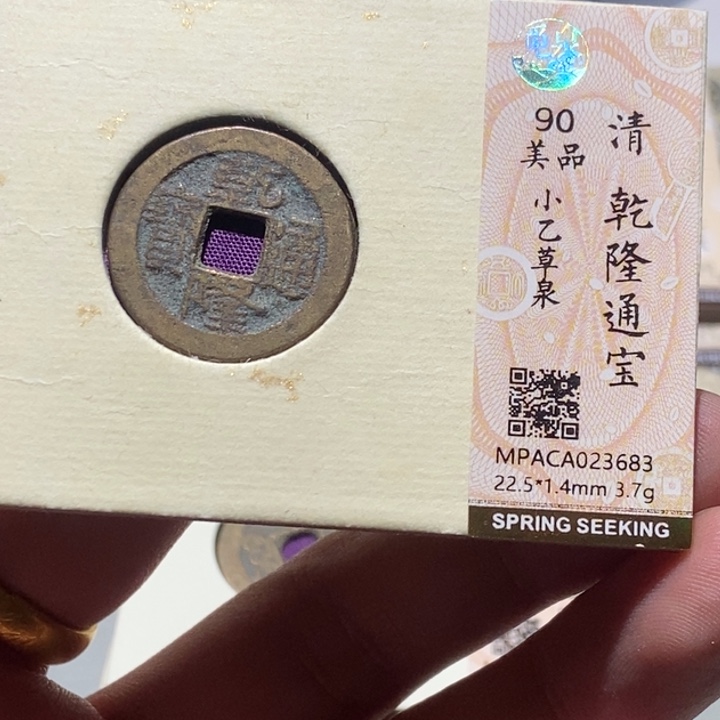 乾隆通宝
清 乾隆通宝
90
美品
小乙草泉
MPACA023683
22.5*1.4mm 3.7g
SPRING SEEKING